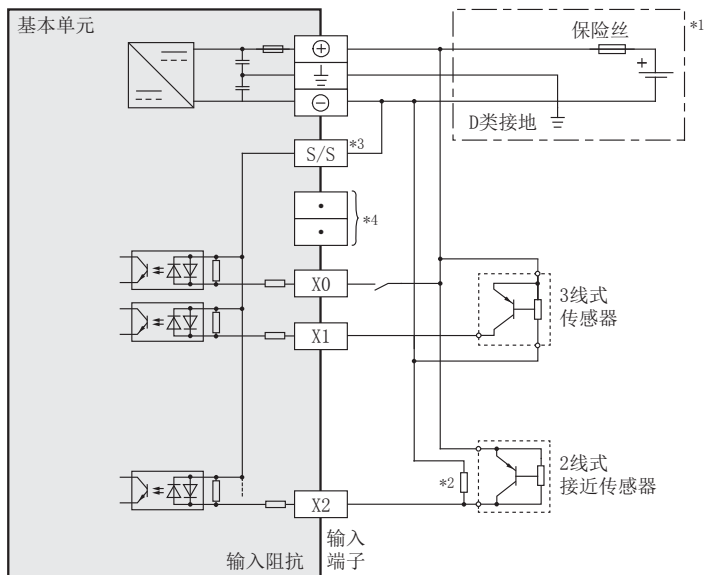 基本单元
保险丝
*1
+
D类接地
S/S
*3
*4
X0
X1
3线式
传感器
X2
*2
2线式
接近传感器
输入阻抗
输入
端子